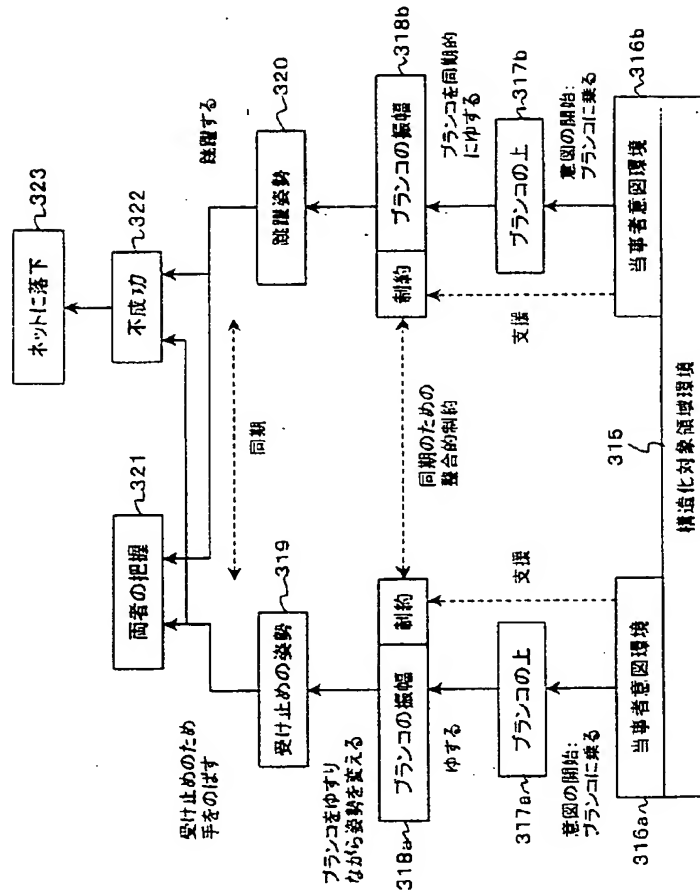 ネットに落下
323
不成功
322
両者の把握
321
跳躍する
受け止めのため
手をのばす
同期
跳躍姿勢
320
受け止めの姿勢
319
ブランコをゆすり
ながら姿勢を変える
318a
ブランコの振幅
制約
同期のための
整合的制約
制約
ブランコの振幅
318b
ゆする
ブランコを同期的
にゆする
317a
ブランコの上
支援
支援
ブランコの上
317b
意図の開始:
ブランコに乗る
意図の開始:
ブランコに乗る
316a
当事者意図環境
315
当事者意図環境
316b
構造化対象領域環境